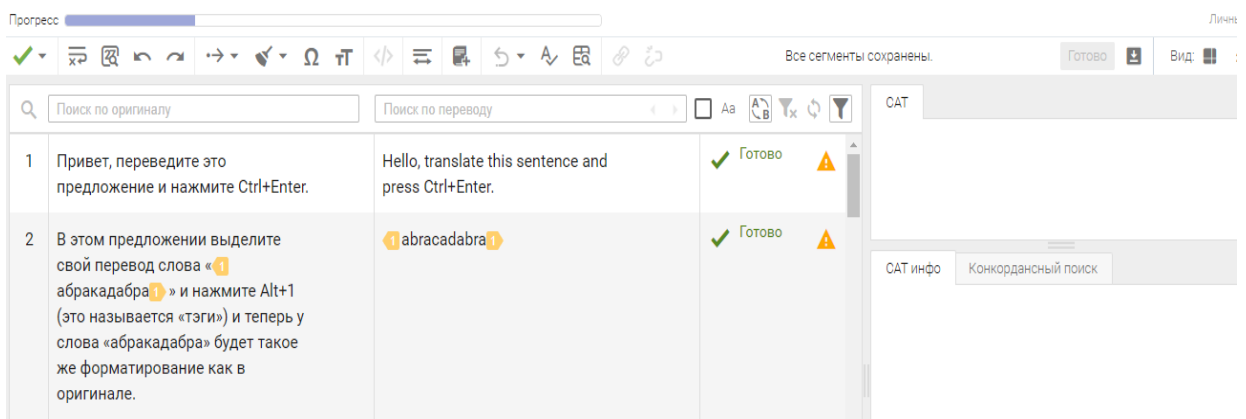 Прогресс
Все сегменты сохранены.
Готово
Вид:
Поиск по оригиналу
Поиск по переводу
Aa
CAT
1
Привет, переведите это
предложение и нажмите Ctrl+Enter.
Hello, translate this sentence and
press Ctrl+Enter.
Готово
2
В этом предложении выделите
свой перевод слова «1
абракадабра1» и нажмите Alt+1
(это называется «тэги») и теперь у
слова «абракадабра» будет такое
же форматирование как в
оригинале.
1abracadabra1
Готово
CAT инфо
Конкордансный поиск